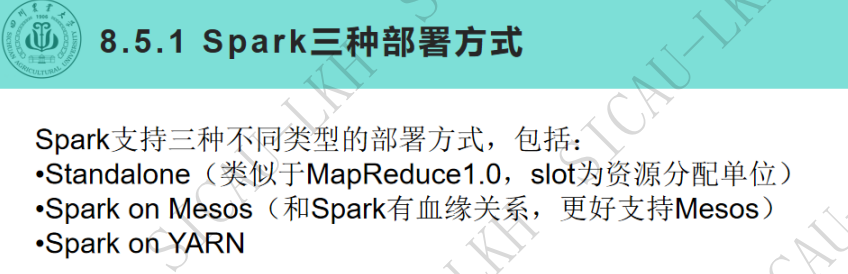 8.5.1 Spark三种部署方式
Spark支持三种不同类型的部署方式，包括：
•Standalone（类似于MapReduce1.0，slot为资源分配单位）
•Spark on Mesos（和Spark有血缘关系，更好支持Mesos）
•Spark on YARN
SICAU-LKH